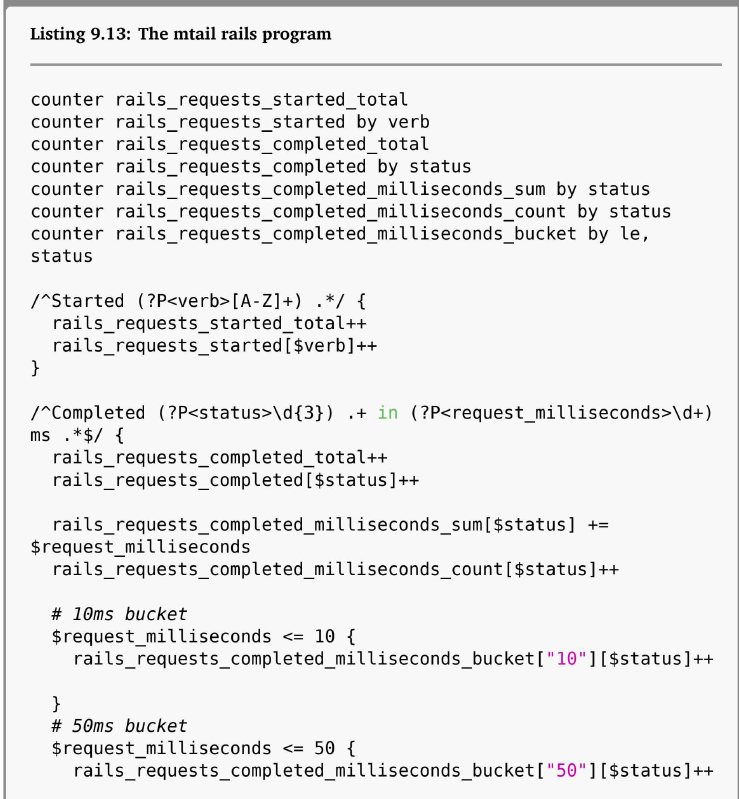 Listing 9.13: The mtail rails program
counter rails_requests_started_total
counter rails_requests_started by verb
counter rails_requests_completed_total
counter rails_requests_completed by status
counter rails_requests_completed_milliseconds_sum by status
counter rails_requests_completed_milliseconds_count by status
counter rails_requests_completed_milliseconds_bucket by le,
status
/^Started (?P<verb>[A-Z]+) .*/ {
  rails_requests_started_total++
  rails_requests_started[$verb]++
}
/^Completed (?P<status>\d{3}) .+ in (?P<request_milliseconds>\d+)
ms .*$/ {
  rails_requests_completed_total++
  rails_requests_completed[$status]++
  rails_requests_completed_milliseconds_sum[$status] +=
$request_milliseconds
  rails_requests_completed_milliseconds_count[$status]++
  # 10ms bucket
  $request_milliseconds <= 10 {
    rails_requests_completed_milliseconds_bucket["10"][$status]++
  }
  # 50ms bucket
  $request_milliseconds <= 50 {
    rails_requests_completed_milliseconds_bucket["50"][$status]++